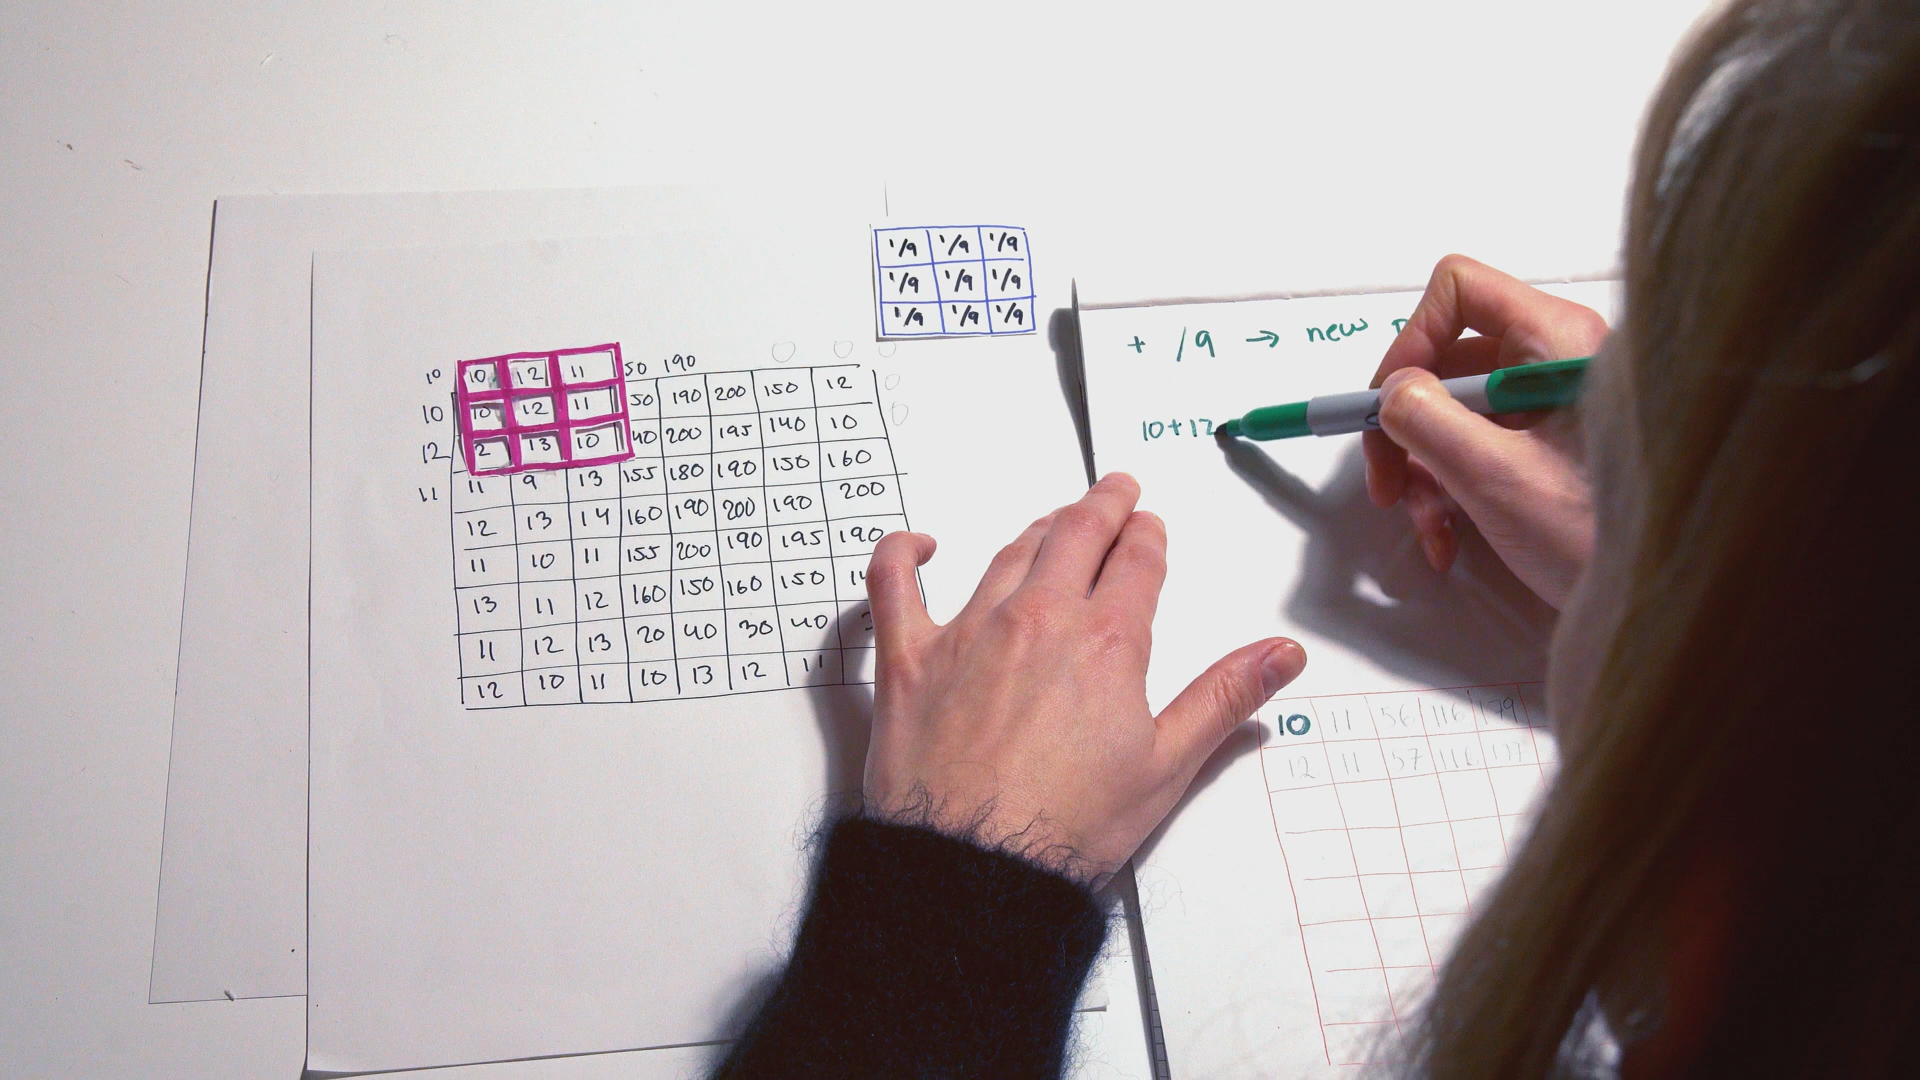 1/9 1/9 1/9
1/9 1/9 1/9
1/9 1/9 1/9
+ /9 → new
10+12
10 10 12 11 50 190
10 10 12 11 50 190 200 150 12
12 2 13 10 40 200 195 140 10
11 11 9 13 155 180 190 150 160
12 13 14 160 190 200 190 200
11 10 11 155 200 190 195 190
13 11 12 160 150 160 150
11 12 13 20 40 30 40
12 10 11 10 13 12 11
10 11 56 116 179
12 11 57 118 177